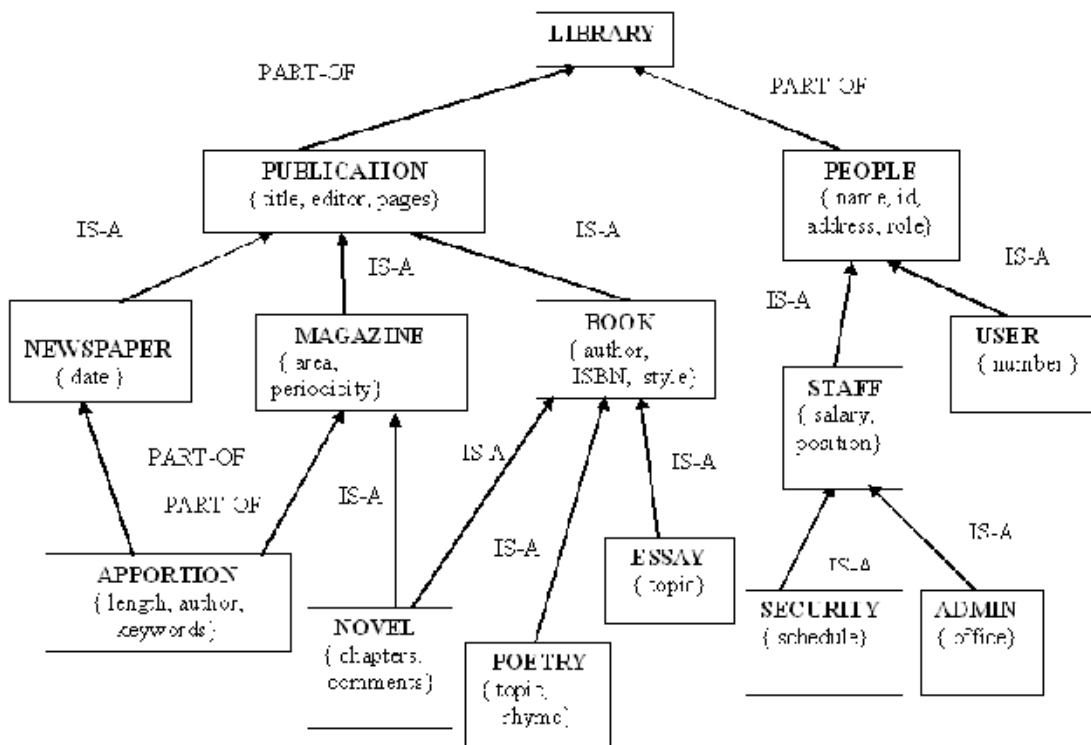 LIBRARY
PART-OF
PART OF
PUBLICATION
{ title, editor, pages}
PEOPLE
{ name, id,
address, role}
IS-A
IS-A
IS-A
IS-A
IS-A
NEWSPAPER
{ date }
MAGAZINE
{ area,
periocicity}
BOOK
{ author,
ISBN, style}
USER
{ number }
STAFF
{ salary,
position}
PART-OF
PART OF
IS-A
IS A
IS-A
IS-A
IS-A
IS-A
APPORTION
{ length, author,
keywords}
NOVEL
{ chapters,
comments}
POETRY
{ topic,
rhyme}
ESSAY
{ topic}
SECURITY
{ schedule}
ADMIN
{ office}